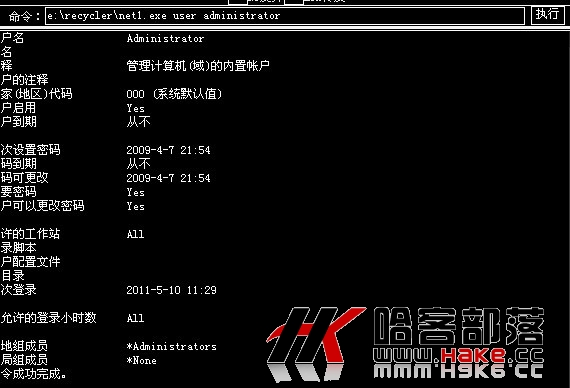 命令: e:\recycler\net1.exe user administrator 执行
户名 Administrator
名
释 管理计算机(域)的内置帐户
户的注释
家(地区)代码 000 (系统默认值)
户启用 Yes
户到期 从不
次设置密码 2009-4-7 21:54
码到期 从不
码可更改 2009-4-7 21:54
要密码 Yes
户可以更改密码 Yes
许的工作站 All
录脚本
户配置文件
目录
次登录 2011-5-10 11:29
允许的登录小时数 All
地组成员 *Administrators
局组成员 *None
令成功完成。
HK 哈客部落
www.Hake.cc